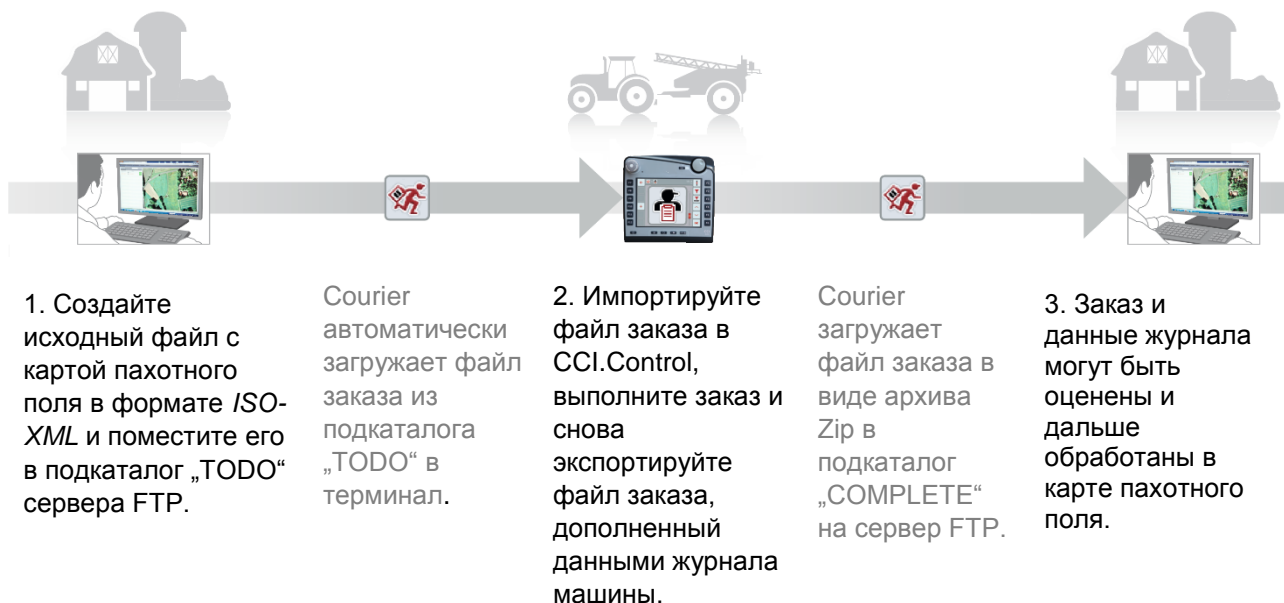 1. Создайте
исходный файл с
картой пахотного
поля в формате ISO-
XML и поместите его
в подкаталог „TODO“
сервера FTP.
Courier
автоматически
загружает файл
заказа из
подкаталога
„TODO“ в
терминал.
2. Импортируйте
файл заказа в
CCI.Control,
выполните заказ и
снова
экспортируйте
файл заказа,
дополненный
данными журнала
машины.
Courier
загружает
файл заказа в
виде архива
Zip в
подкаталог
„COMPLETE“
на сервер FTP.
3. Заказ и
данные журнала
могут быть
оценены и
дальше
обработаны в
карте пахотного
поля.